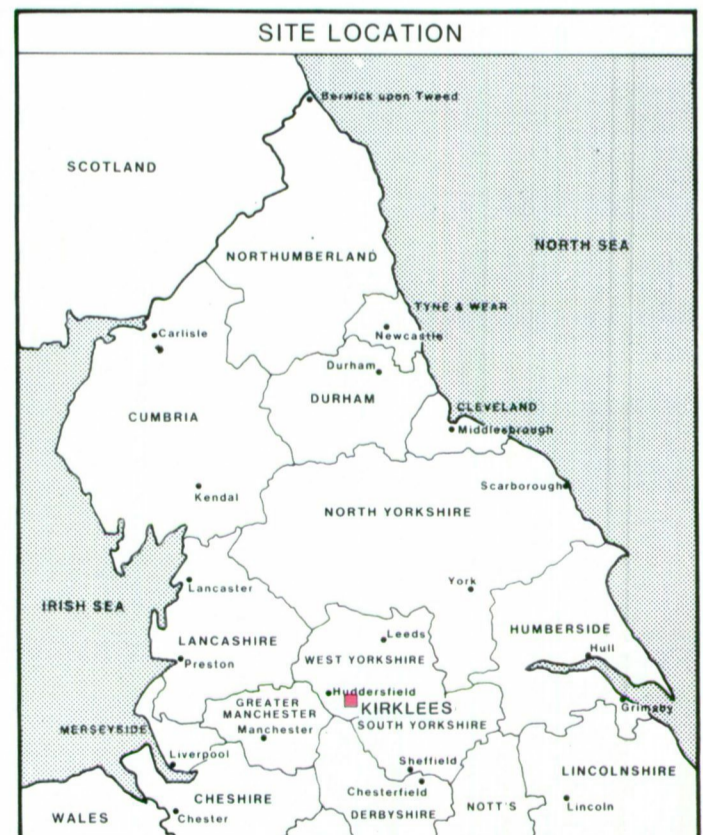 SITE LOCATION
Berwick upon Tweed
SCOTLAND
NORTH SEA
NORTHUMBERLAND
TYNE & WEAR
Carlisle
Newcastle
Durham
DURHAM
CLEVELAND
CUMBRIA
Middlesbrough
Scarborough
Kendal
NORTH YORKSHIRE
York
Lancaster
IRISH SEA
HUMBERSIDE
Leeds
LANCASHIRE
Hull
WEST YORKSHIRE
Preston
Huddersfield
GREATER
MANCHESTER
KIRKLEES
Grimsby
SOUTH YORKSHIRE
MERSEYSIDE
Manchester
Liverpool
Sheffield
LINCOLNSHIRE
Chesterfield
CHESHIRE
NOTT'S
Lincoln
DERBYSHIRE
WALES
Chester